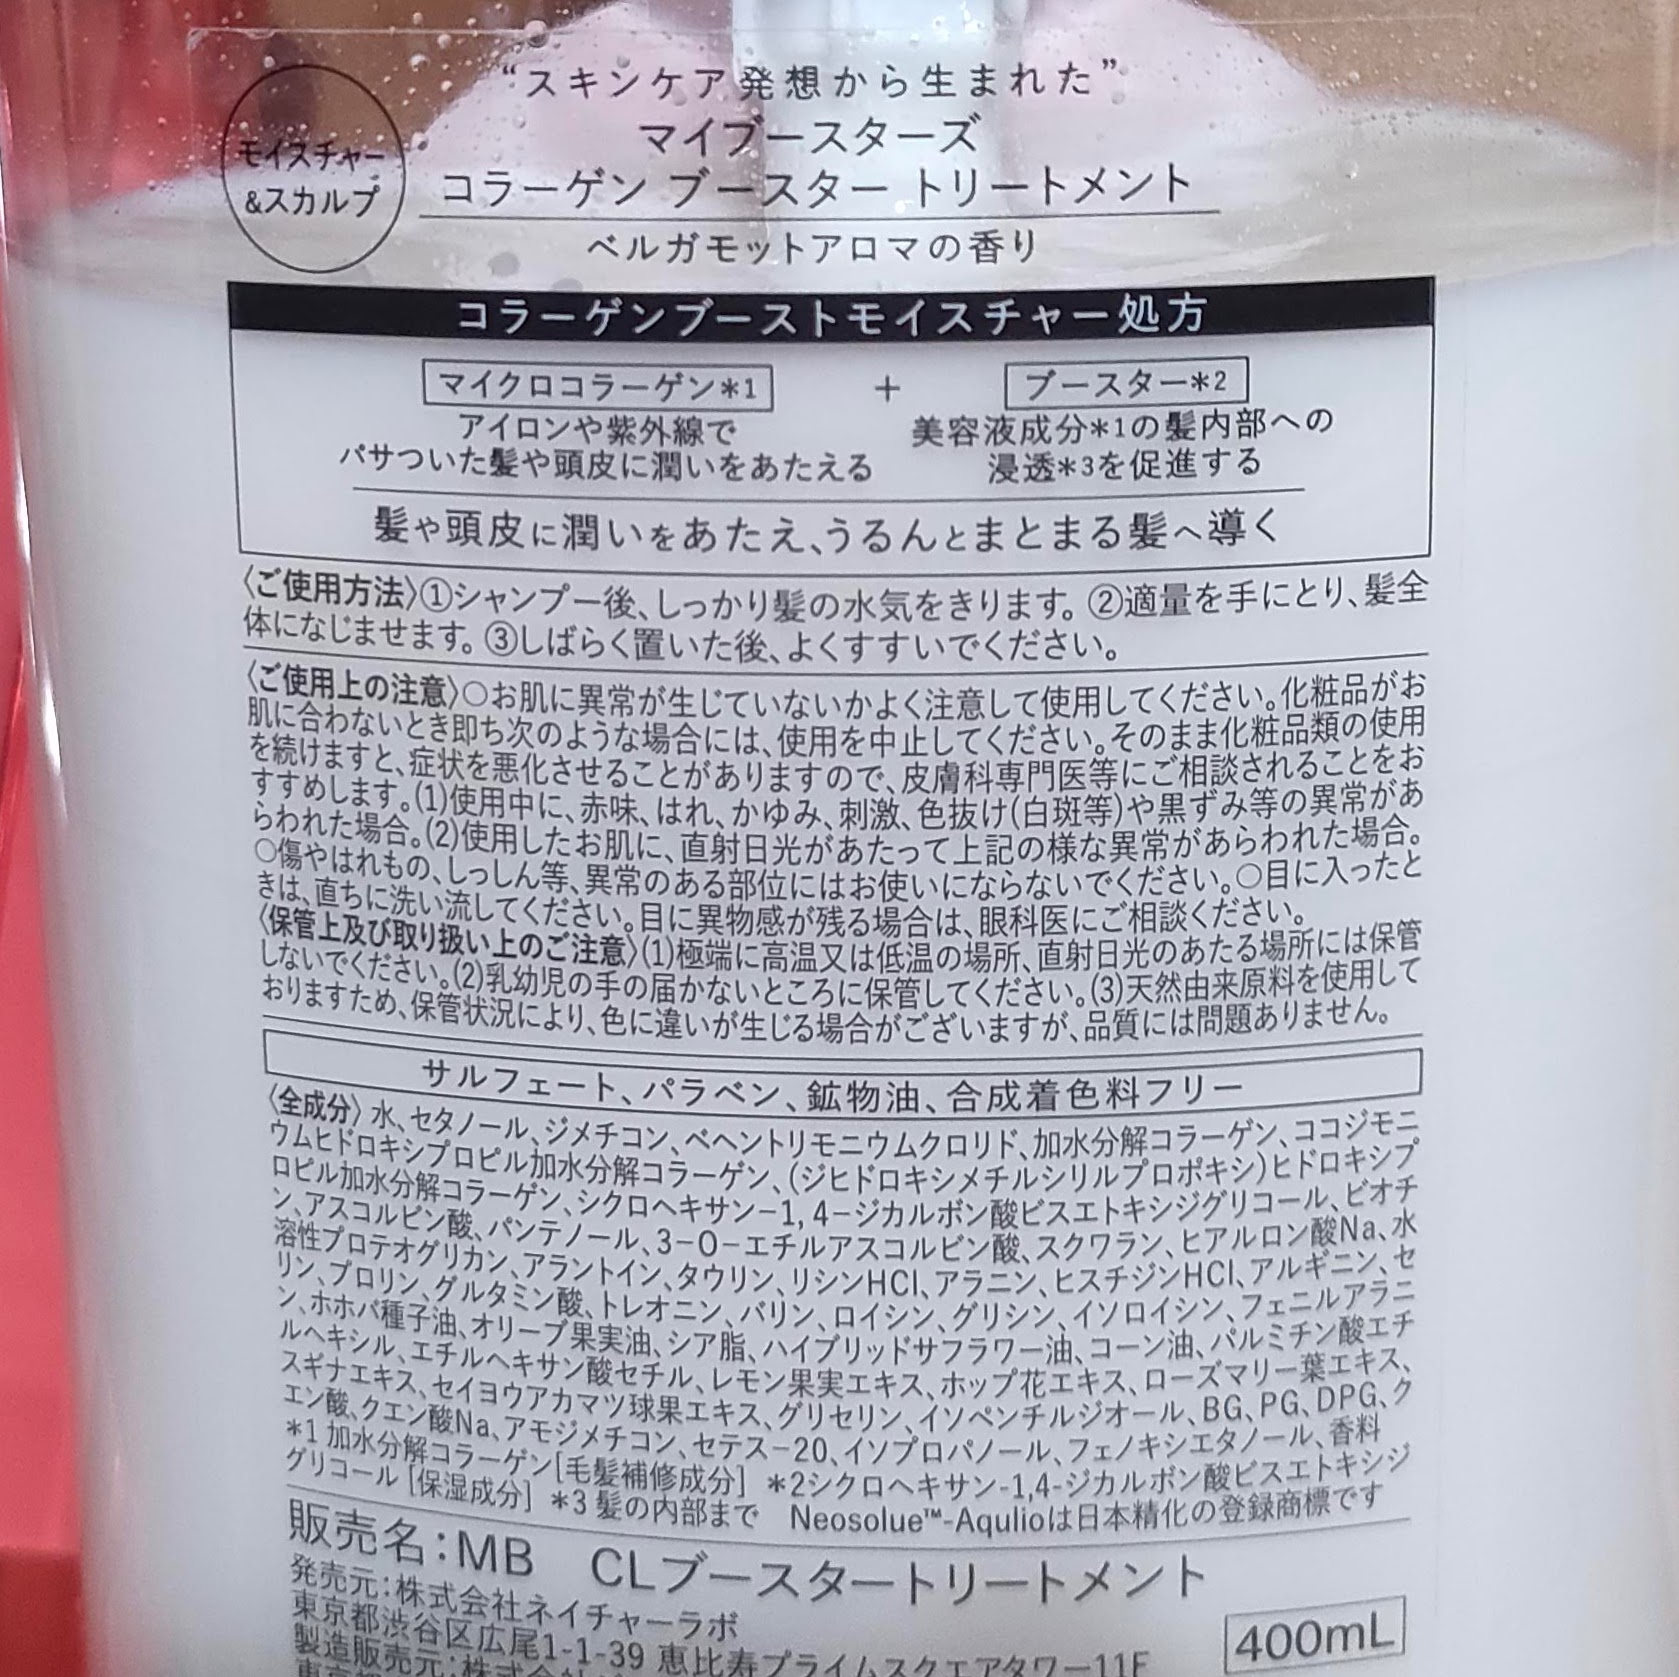 “スキンケア発想から生まれた”
モイスチャー
&スカルプ
マイブースターズ
コラーゲン ブースター トリートメント
ベルガモットアロマの香り
コラーゲンブーストモイスチャー処方
マイクロコラーゲン*1 + ブースター*2
アイロンや紫外線で
パサついた髪や頭皮に潤いをあたえる
美容液成分*1の髪内部への
浸透*3を促進する
髪や頭皮に潤いをあたえ、うるんとまとまる髪へ導く
〈ご使用方法〉①シャンプー後、しっかり髪の水気をきります。②適量を手にとり、髪全
体になじませます。③しばらく置いた後、よくすすいでください。
〈ご使用上の注意〉○お肌に異常が生じていないかよく注意して使用してください。化粧品がお
肌に合わないとき即ち次のような場合には、使用を中止してください。そのまま化粧品類の使用
を続けますと、症状を悪化させることがありますので、皮膚科専門医等にご相談されることをお
すすめします。(1)使用中に、赤味、はれ、かゆみ、刺激、色抜け(白斑等)や黒ずみ等の異常があ
らわれた場合。(2)使用したお肌に、直射日光があたって上記の様な異常があらわれた場合。
○傷やはれもの、しっしん等、異常のある部位にはお使いにならないでください。○目に入ったと
きは、直ちに洗い流してください。目に異物感が残る場合は、眼科医にご相談ください。
〈保管上及び取り扱い上のご注意〉(1)極端に高温又は低温の場所、直射日光のあたる場所には保管
しないでください。(2)乳幼児の手の届かないところに保管してください。(3)天然由来原料を使用して
おりますため、保管状況により、色に違いが生じる場合がございますが、品質には問題ありません。
サルフェート、パラベン、鉱物油、合成着色料フリー
〈全成分〉水、セタノール、ジメチコン、ベヘントリモニウムクロリド、加水分解コラーゲン、ココジモニ
ウムヒドロキシプロピル加水分解コラーゲン、(ジヒドロキシメチルシリルプロポキシ)ヒドロキシプ
ロピル加水分解コラーゲン、シクロヘキサン-1,4-ジカルボン酸ビスエトキシジグリコール、ビオチ
ン、アスコルビン酸、パンテノール、3-O-エチルアスコルビン酸、スクワラン、ヒアルロン酸Na、水
溶性プロテオグリカン、アラントイン、タウリン、リシンHCl、アラニン、ヒスチジンHCl、アルギニン、セ
リン、プロリン、グルタミン酸、トレオニン、バリン、ロイシン、グリシン、イソロイシン、フェニルアラニ
ン、ホホバ種子油、オリーブ果実油、シア脂、ハイブリッドサフラワー油、コーン油、パルミチン酸エチ
ルヘキシル、エチルヘキサン酸セチル、レモン果実エキス、ホップ花エキス、ローズマリー葉エキス、
スギナエキス、セイヨウアカマツ球果エキス、グリセリン、イソペンチルジオール、BG、PG、DPG、ク
エン酸、クエン酸Na、アモジメチコン、セテス-20、イソプロパノール、フェノキシエタノール、香料
*1 加水分解コラーゲン[毛髪補修成分] *2シクロヘキサン-1,4-ジカルボン酸ビスエトキシジ
グリコール[保湿成分] *3 髪の内部まで Neosolue™-Aqulioは日本精化の登録商標です
販売名：MB CLブースタートリートメント
発売元：株式会社ネイチャーラボ
東京都渋谷区広尾1-1-39 恵比寿プライムスクエアタワー11F
製造販売元：株式会社
400mL